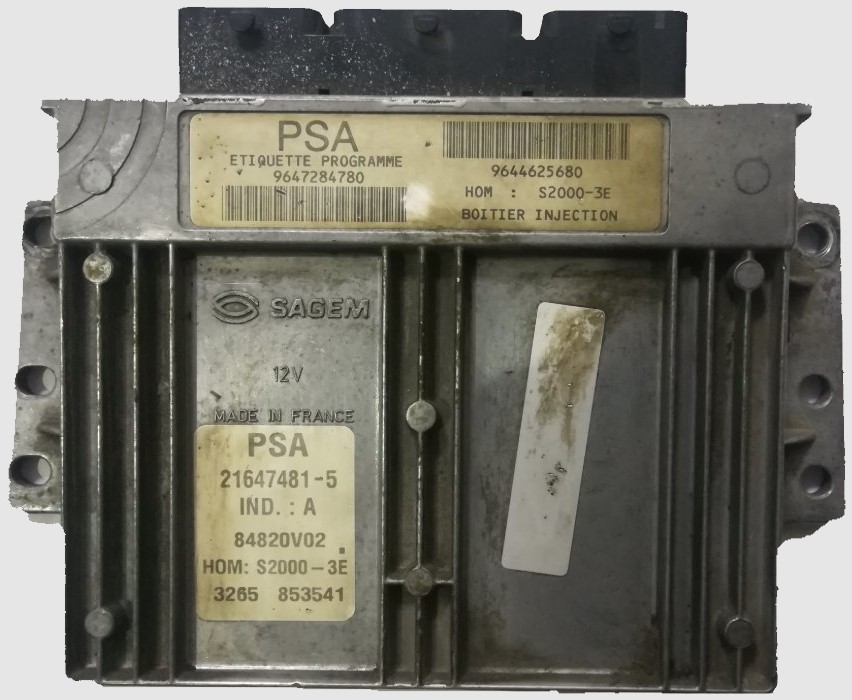 PSA
ETIQUETTE PROGRAMME
9647284780
9644625680
HOM : S2000-3E
BOITIER INJECTION
SAGEM
12V
MADE IN FRANCE
PSA
21647481-5
IND. : A
84820V02
HOM: S2000-3E
3265 853541